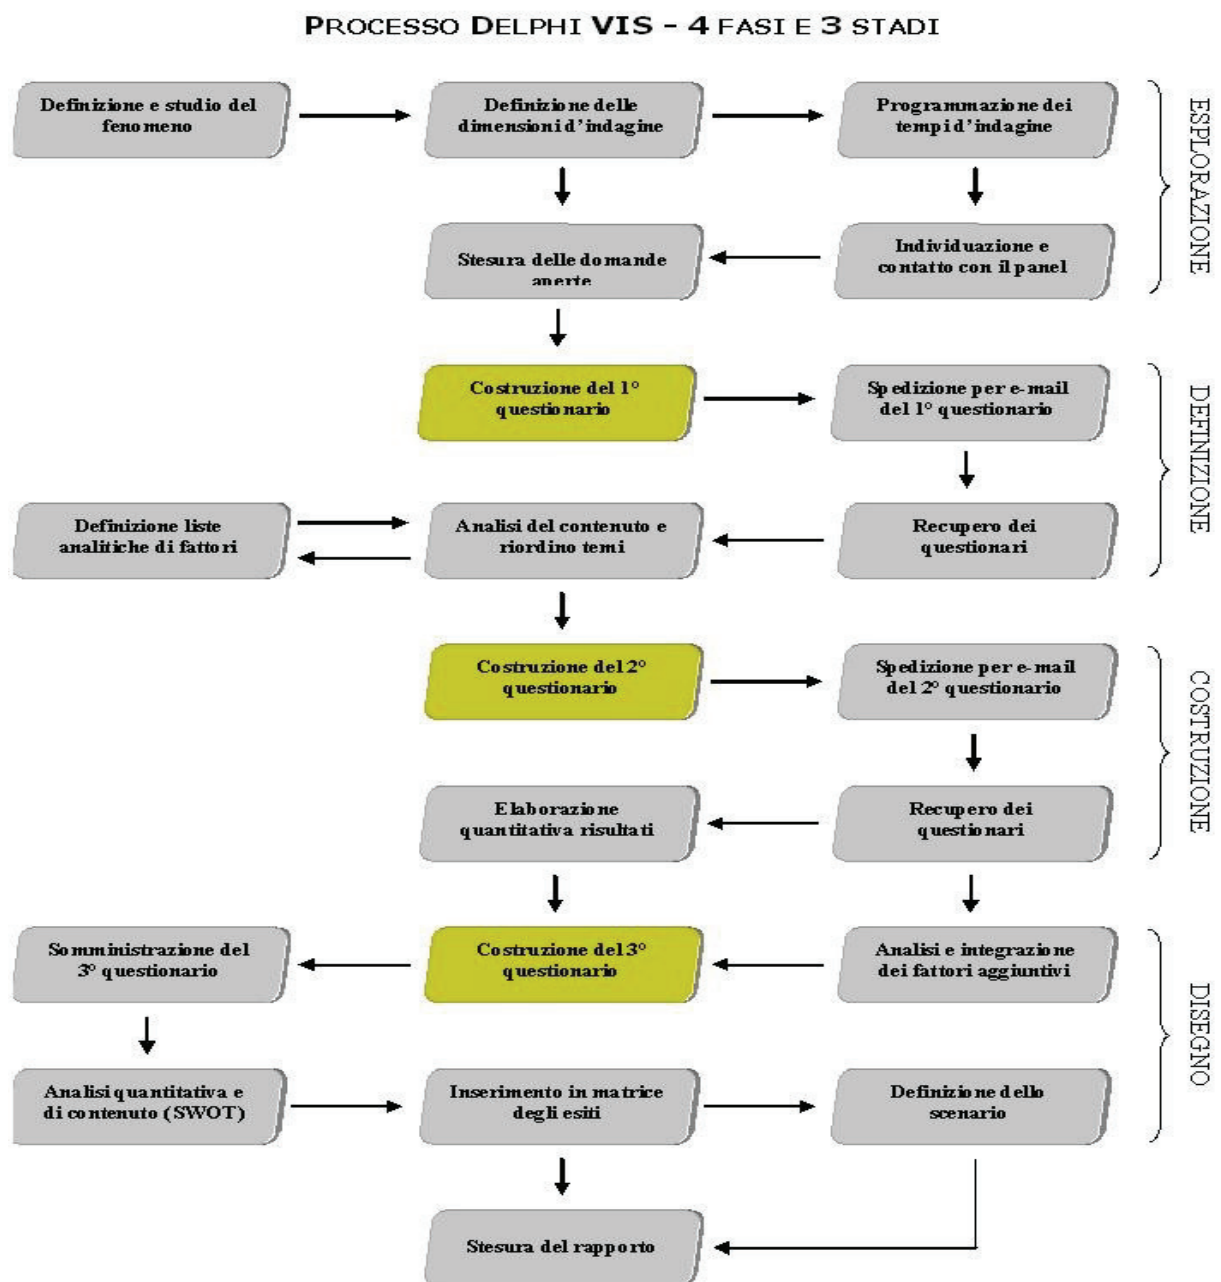 PROCESSO DELPHI VIS – 4 FASI E 3 STADI
Definizione e studio del
fenomeno
Definizione delle
dimensioni d’indagine
Programmazione dei
tempi d’indagine
Stesura delle domande
aperte
Individuazione e
contatto con il panel
ESPLORAZIONE
Costruzione del 1°
questionario
Spedizione per e-mail
del 1° questionario
Definizione liste
analitiche di fattori
Analisi del contenuto e
riordino temi
Recupero dei
questionari
DEFINIZIONE
Costruzione del 2°
questionario
Spedizione per e-mail
del 2° questionario
Elaborazione
quantitativa risultati
Recupero dei
questionari
COSTRUZIONE
Somministrazione del
3° questionario
Costruzione del 3°
questionario
Analisi e integrazione
dei fattori aggiuntivi
Analisi quantitativa e
di contenuto (SWOT)
Inserimento in matrice
degli esiti
Definizione dello
scenario
DISEGNO
Stesura del rapporto